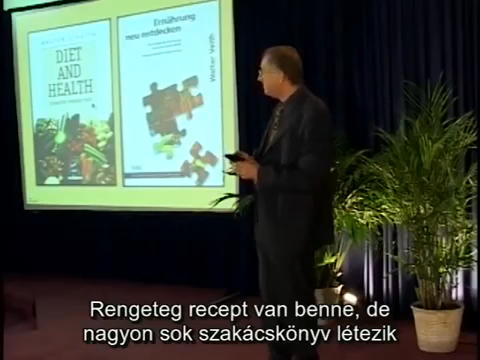 DIET
AND
HEALTH
Ernährung
neu entdecken
Walter Veith
Rengeteg recept van benne, de
nagyon sok szakácskönyv létezik